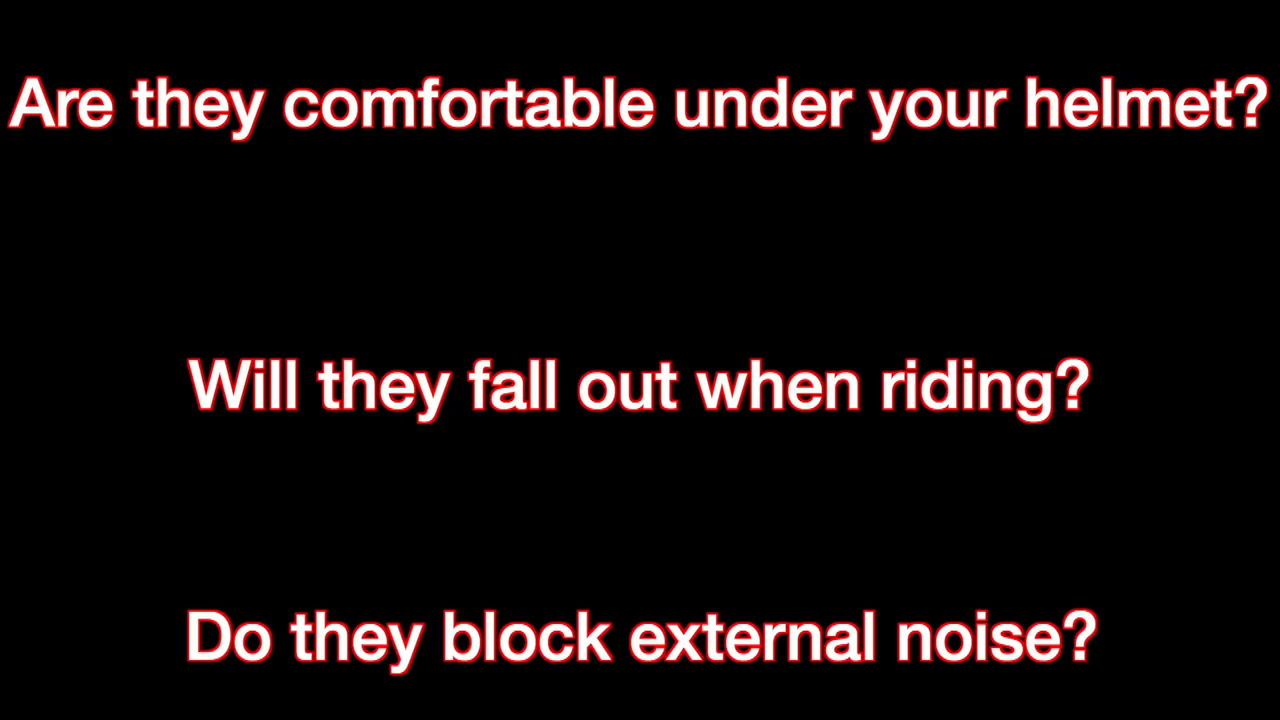 Are they comfortable under your helmet?
Will they fall out when riding?
Do they block external noise?